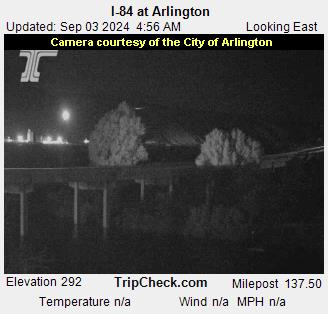 I-84 at Arlington
Updated: Sep 03 2024 4:56 AM Looking East
Camera courtesy of the City of Arlington
Elevation 292 TripCheck.com Milepost 137.50
Temperature n/a Wind n/a MPH n/a